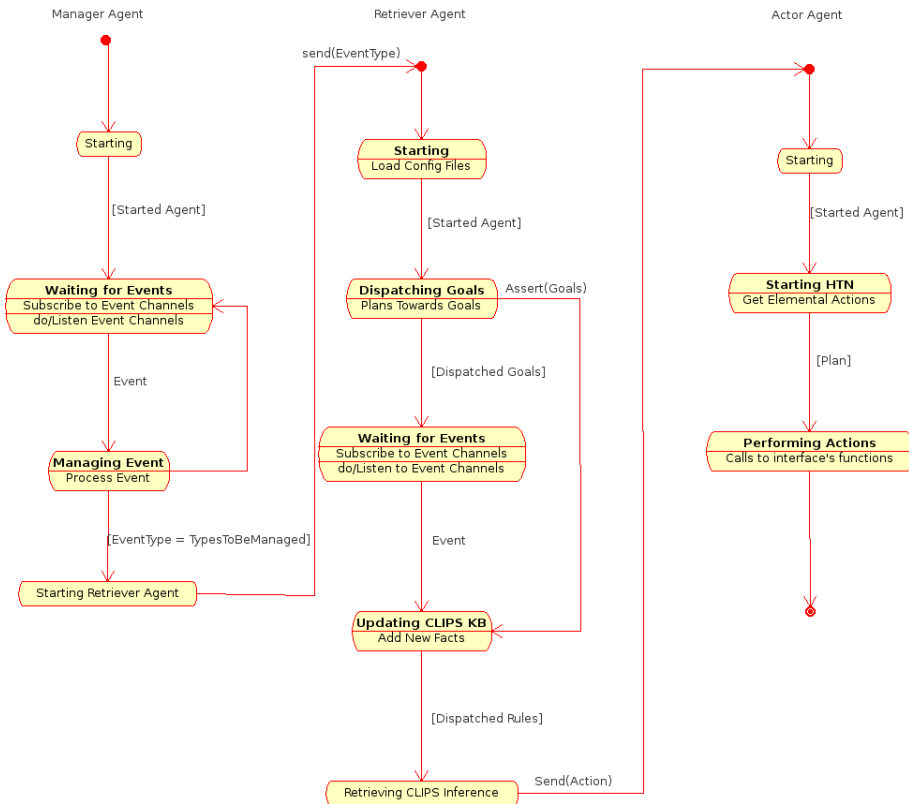 Manager Agent
Retriever Agent
Actor Agent
send(EventType)
Starting
Starting
Load Config Files
Starting
[Started Agent]
[Started Agent]
[Started Agent]
Waiting for Events
Subscribe to Event Channels
do/Listen Event Channels
Dispatching Goals
Plans Towards Goals
Assert(Goals)
Starting HTN
Get Elemental Actions
Event
[Dispatched Goals]
[Plan]
Waiting for Events
Subscribe to Event Channels
do/Listen to Event Channels
Performing Actions
Calls to interface's functions
Managing Event
Process Event
[EventType = TypesToBeManaged]
Event
Starting Retriever Agent
Updating CLIPS KB
Add New Facts
[Dispatched Rules]
Retrieving CLIPS Inference
Send(Action)